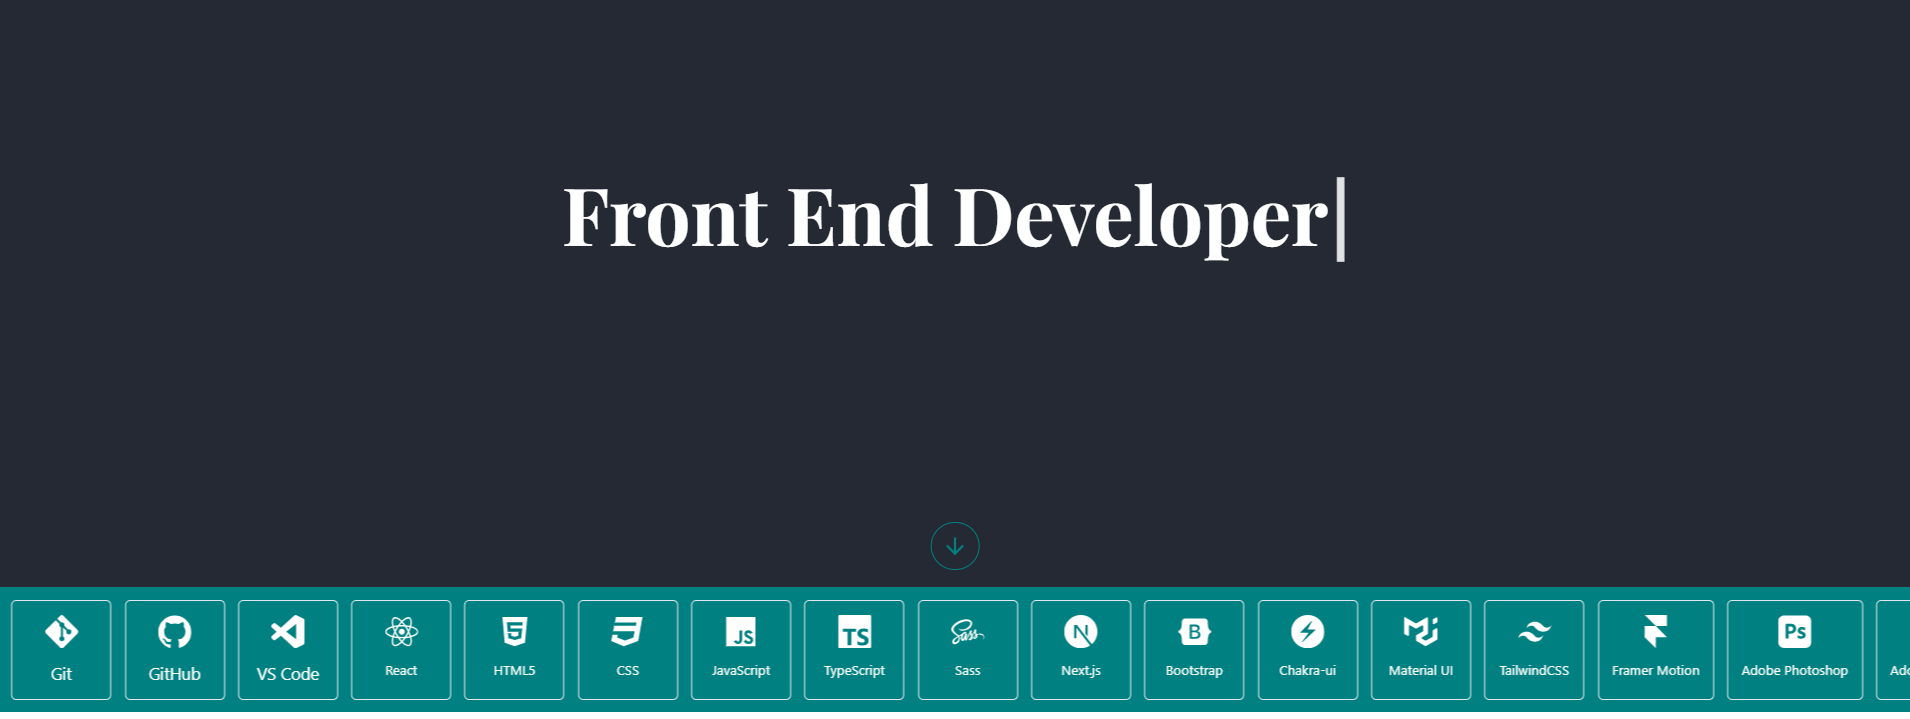 Front End Developer
Git GitHub VS Code React HTML5 CSS JavaScript TypeScript Sass Next.js Bootstrap Chakra-ui Material UI TailwindCSS Framer Motion Adobe Photoshop
JS TS Sass N B Ps